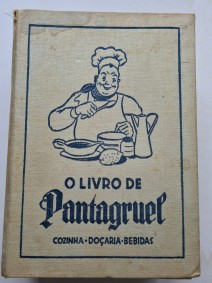 O LIVRO DE
Pantagruel
COZINHA • DOÇARIA • BEBIDAS